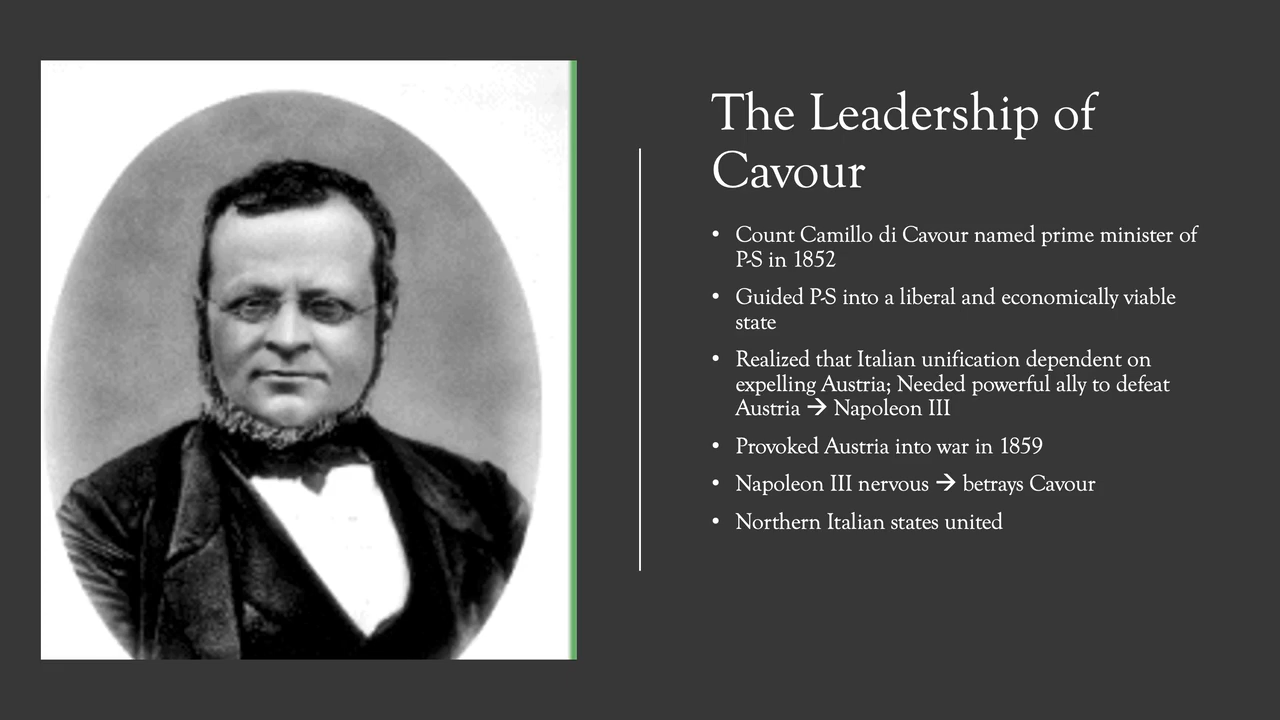 The Leadership of
Cavour
• Count Camillo di Cavour named prime minister of
P-S in 1852
• Guided P-S into a liberal and economically viable
state
• Realized that Italian unification dependent on
expelling Austria; Needed powerful ally to defeat
Austria → Napoleon III
• Provoked Austria into war in 1859
• Napoleon III nervous → betrays Cavour
• Northern Italian states united